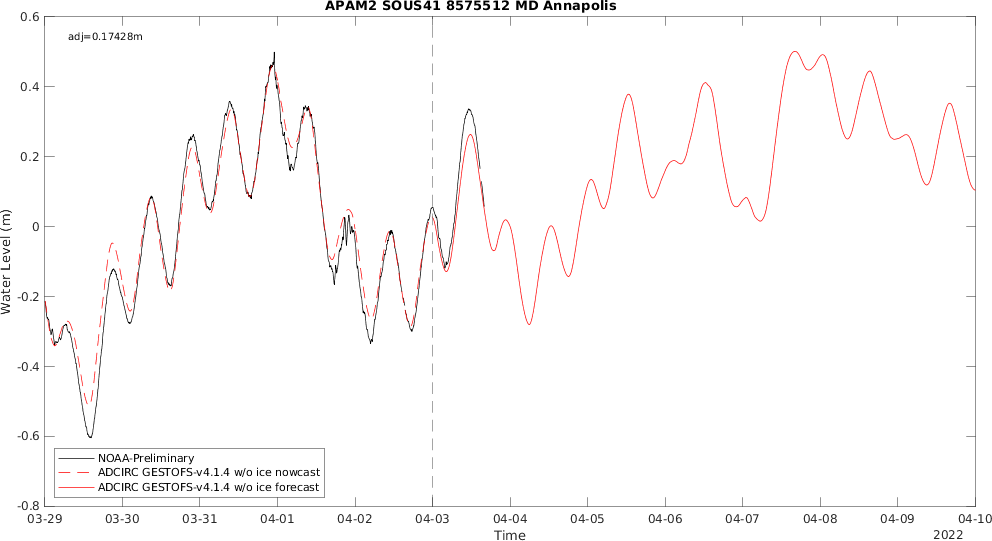 APAM2 SOUS41 8575512 MD Annapolis
adj=0.17428m
0.6
0.4
0.2
0
-0.2
-0.4
-0.6
-0.8
Water Level (m)
NOAA-Preliminary
ADCIRC GESTOFS-v4.1.4 w/o ice nowcast
ADCIRC GESTOFS-v4.1.4 w/o ice forecast
03-29 03-30 03-31 04-01 04-02 04-03 04-04 04-05 04-06 04-07 04-08 04-09 04-10
Time
2022